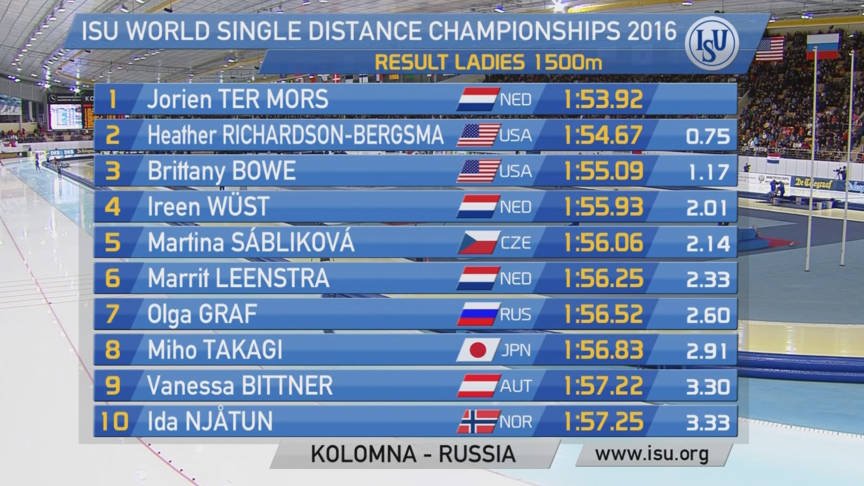 ISU WORLD SINGLE DISTANCE CHAMPIONSHIPS 2016 ISU
RESULT LADIES 1500m
1 Jorien TER MORS NED 1:53.92
2 Heather RICHARDSON-BERGSMA USA 1:54.67 0.75
3 Brittany BOWE USA 1:55.09 1.17
4 Ireen WÜST NED 1:55.93 2.01
5 Martina SÁBLIKOVÁ CZE 1:56.06 2.14
6 Marrit LEENSTRA NED 1:56.25 2.33
7 Olga GRAF RUS 1:56.52 2.60
8 Miho TAKAGI JPN 1:56.83 2.91
9 Vanessa BITTNER AUT 1:57.22 3.30
10 Ida NJÅTUN NOR 1:57.25 3.33
KOLOMNA - RUSSIA www.isu.org
De Telegraaf